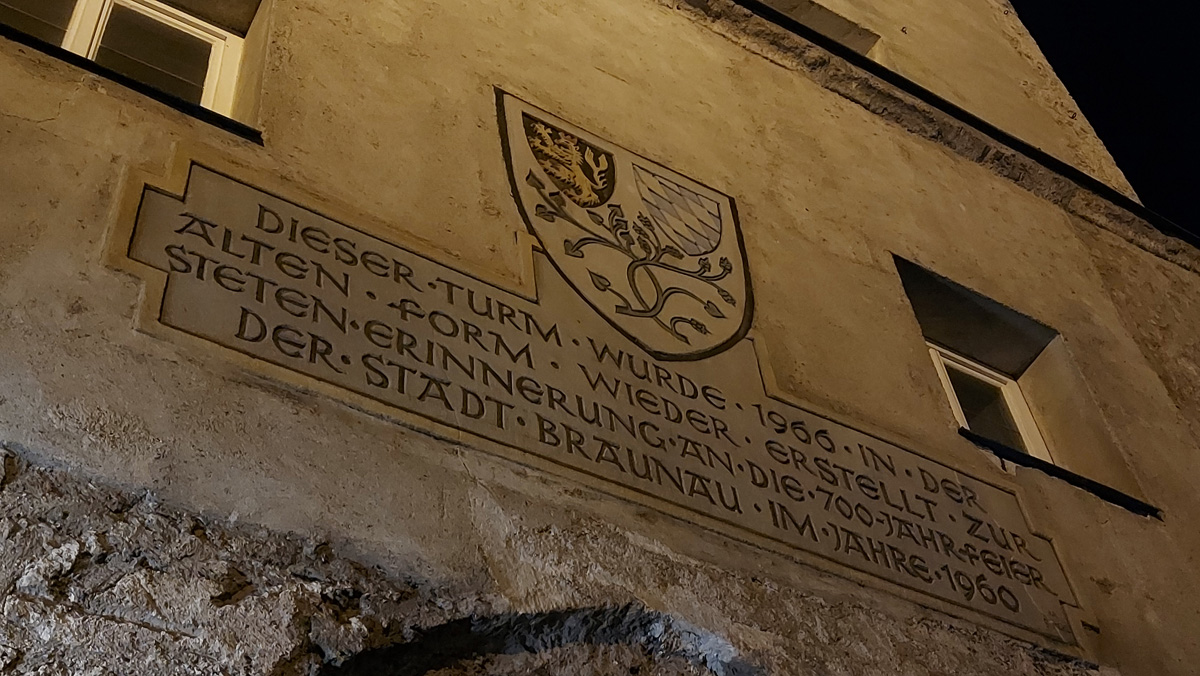 DIESER · TURM · WURDE · 1966 · IN · DER
ALTEN · FORM · WIEDER · ERSTELLT · ZUR
STETEN · ERINNERUNG · AN · DIE · 700-JAHR-FEIER
DER · STADT · BRAUNAU · IM · JAHRE · 1960